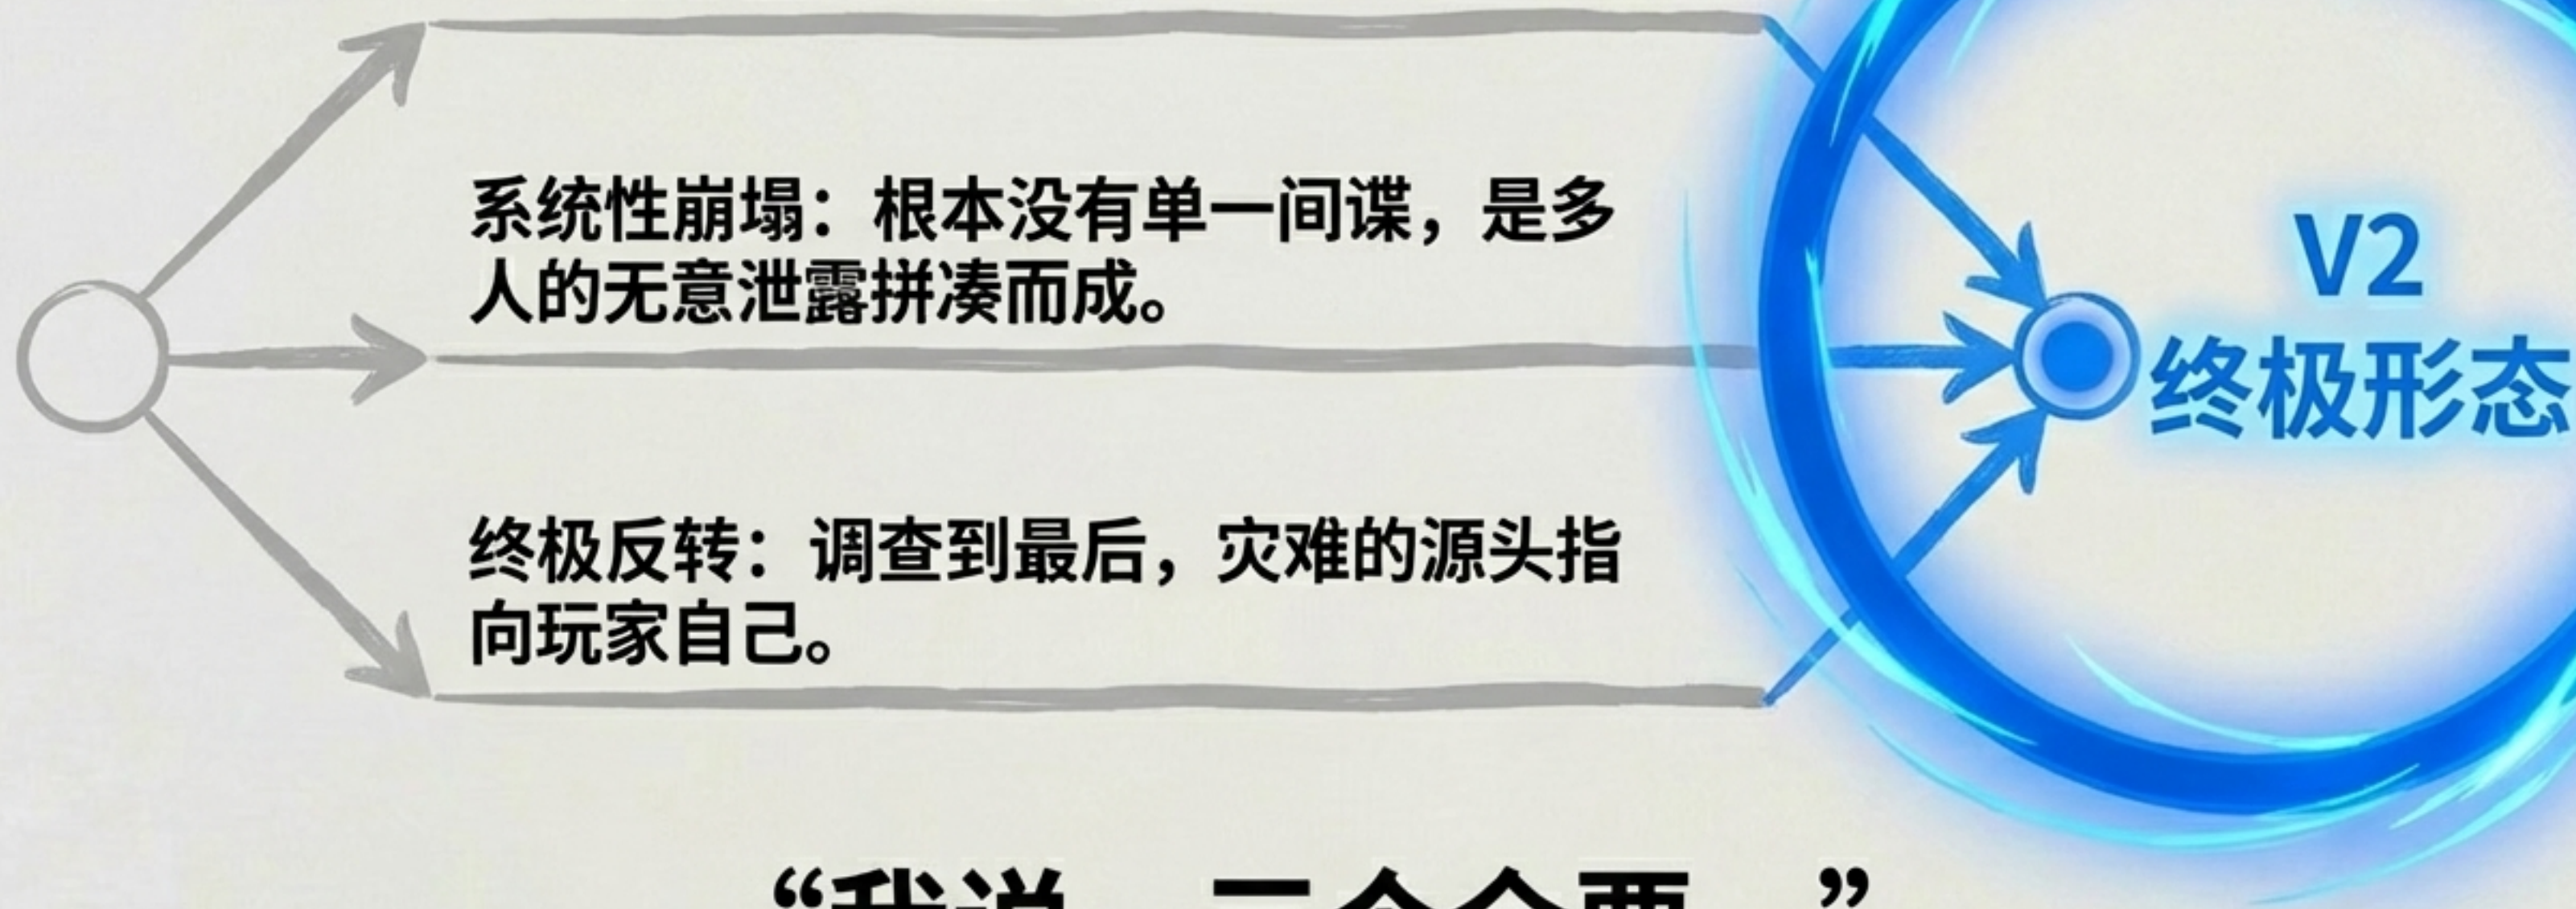 系统性崩塌：根本没有单一间谍，是多
人的无意泄露拼凑而成。
V2
终极形态
终极反转：调查到最后，灾难的源头指
向玩家自己。